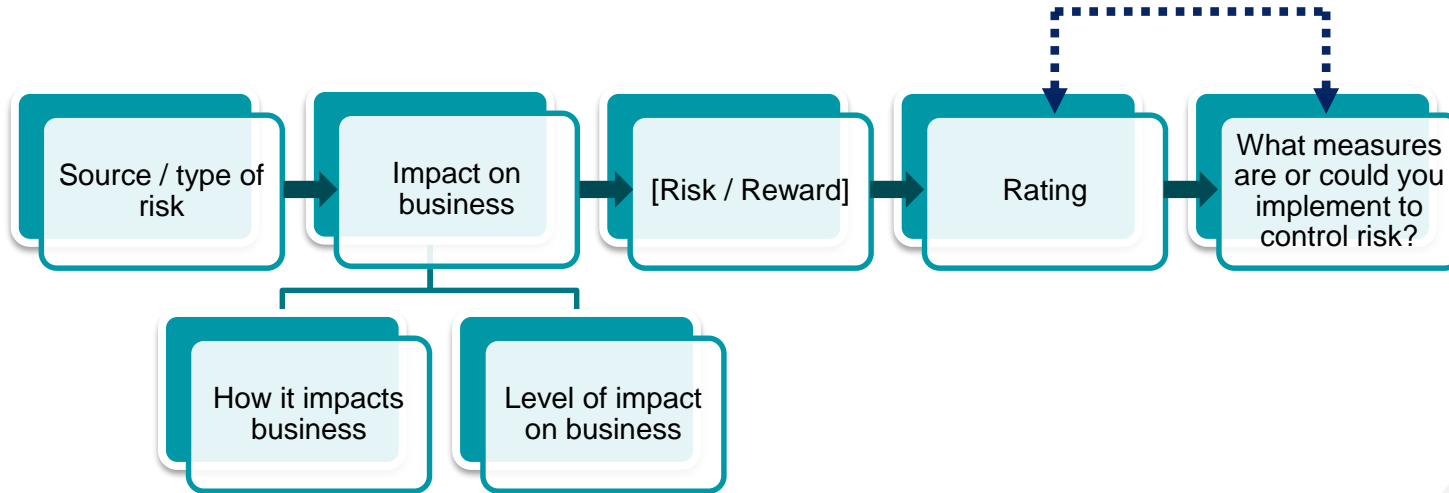 Source / type of
risk
Impact on
business
[Risk / Reward]
Rating
What measures
are or could you
implement to
control risk?
How it impacts
business
Level of impact
on business